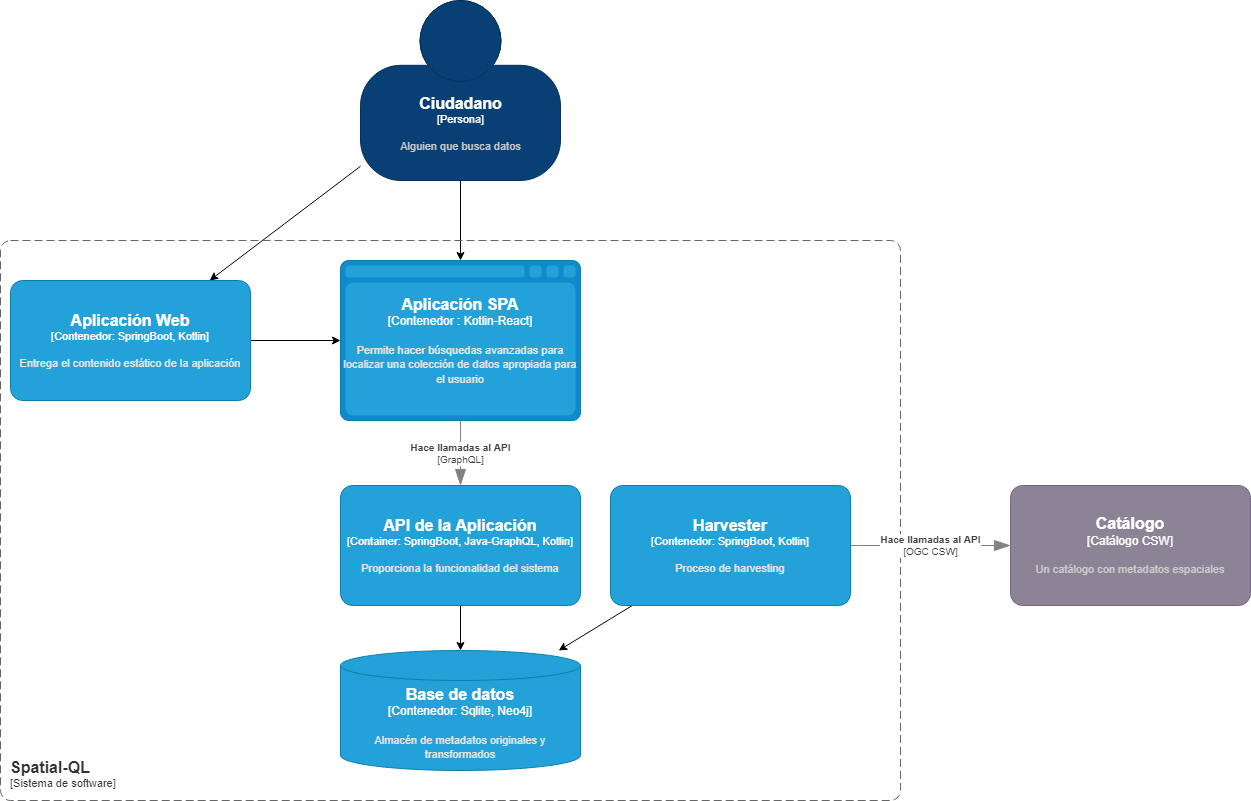 Ciudadano
[Persona]
Alguien que busca datos
Aplicación Web
[Contenedor: SpringBoot, Kotlin]
Entrega el contenido estático de la aplicación
Aplicación SPA
[Contenedor : Kotlin-React]
Permite hacer búsquedas avanzadas para
localizar una colección de datos apropiada para
el usuario
Hace llamadas al API
[GraphQL]
API de la Aplicación
[Container: SpringBoot, Java-GraphQL, Kotlin]
Proporciona la funcionalidad del sistema
Harvester
[Contenedor: SpringBoot, Kotlin]
Proceso de harvesting
Hace llamadas al API
[OGC CSW]
Catálogo
[Catálogo CSW]
Un catálogo con metadatos espaciales
Base de datos
[Contenedor: Sqlite, Neo4j]
Almacén de metadatos originales y
transformados
Spatial-QL
[Sistema de software]